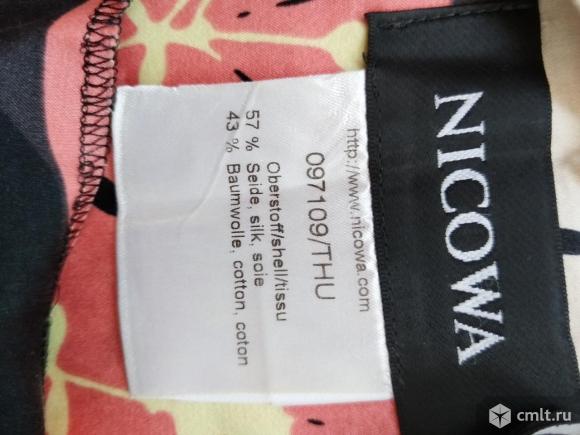 NICOWA
http://www.nicowa.com
097109/THU
Oberstoff/shell/tissu
57 % Seide, silk, soie
43 % Baumwolle, cotton, coton
cmlt.ru